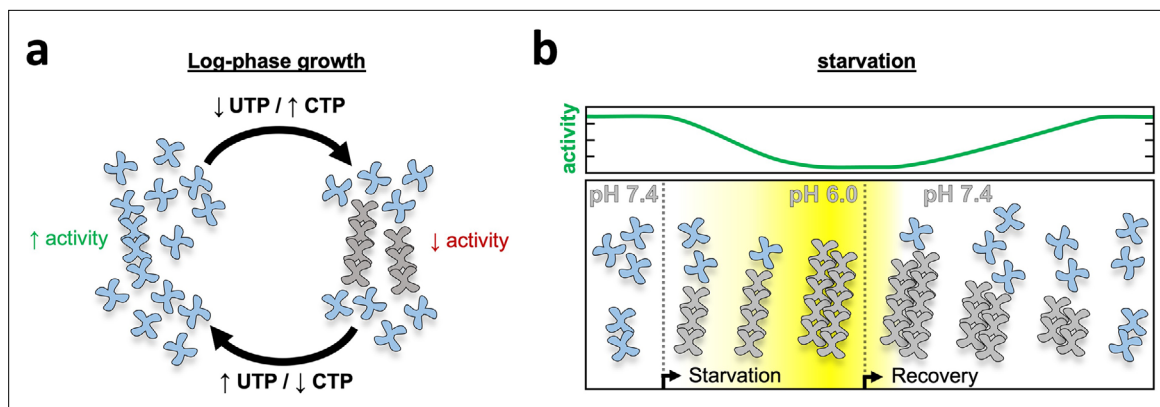 a
Log-phase growth
↓ UTP / ↑ CTP
↑ activity
↓ activity
↑ UTP / ↓ CTP
b
starvation
activity
pH 7.4
pH 6.0
pH 7.4
Starvation
Recovery